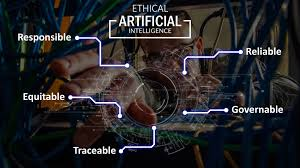 ETHICAL
ARTIFICIAL
INTELLIGENCE
Responsible
Reliable
Equitable
Governable
Traceable